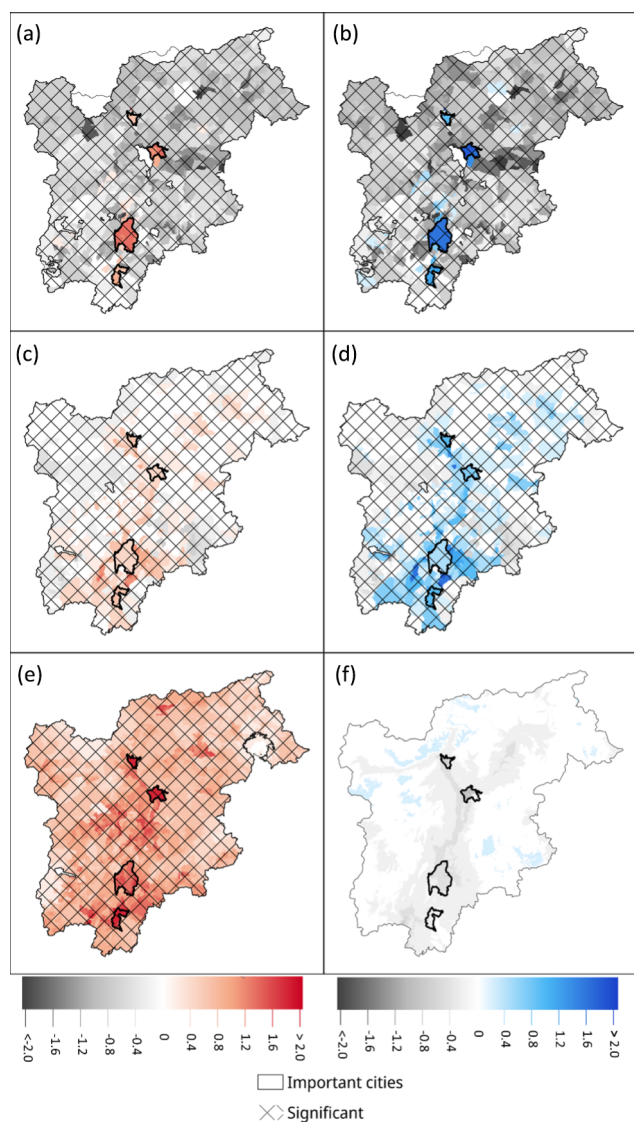 (a) (b)
(c) (d)
(e) (f)
<2.0 -1.6 -1.2 -0.8 -0.4 0 0.4 0.8 1.2 1.6 > 2.0 <-2.0 -1.6 -1.2 -0.8 -0.4 0 0.4 0.8 1.2 1.6 > 2.0
Important cities
Significant